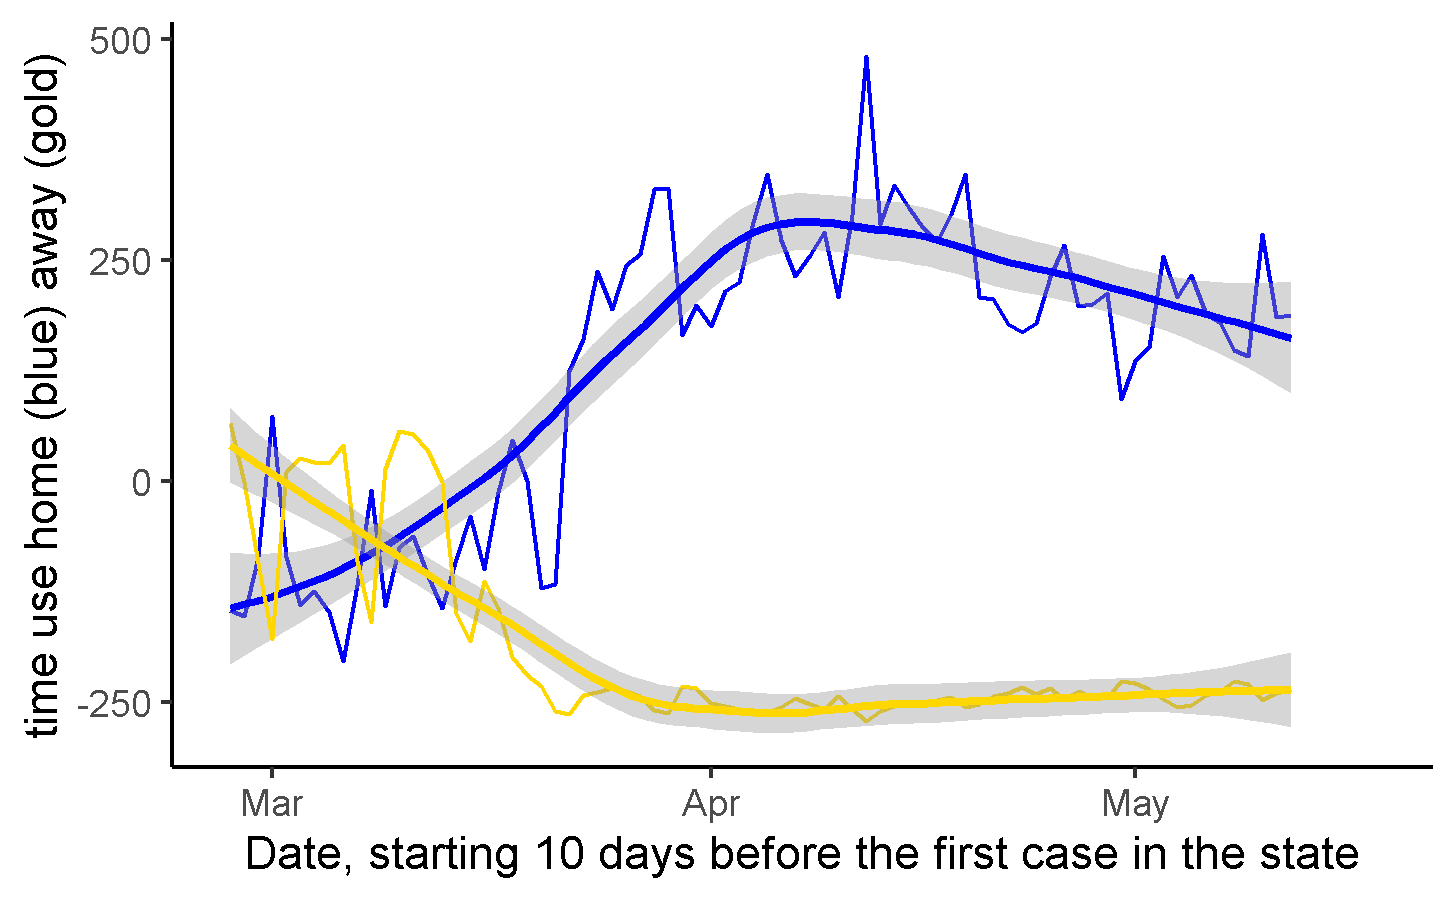 time use home (blue) away (gold)
500
250
0
-250
Mar
Apr
May
Date, starting 10 days before the first case in the state